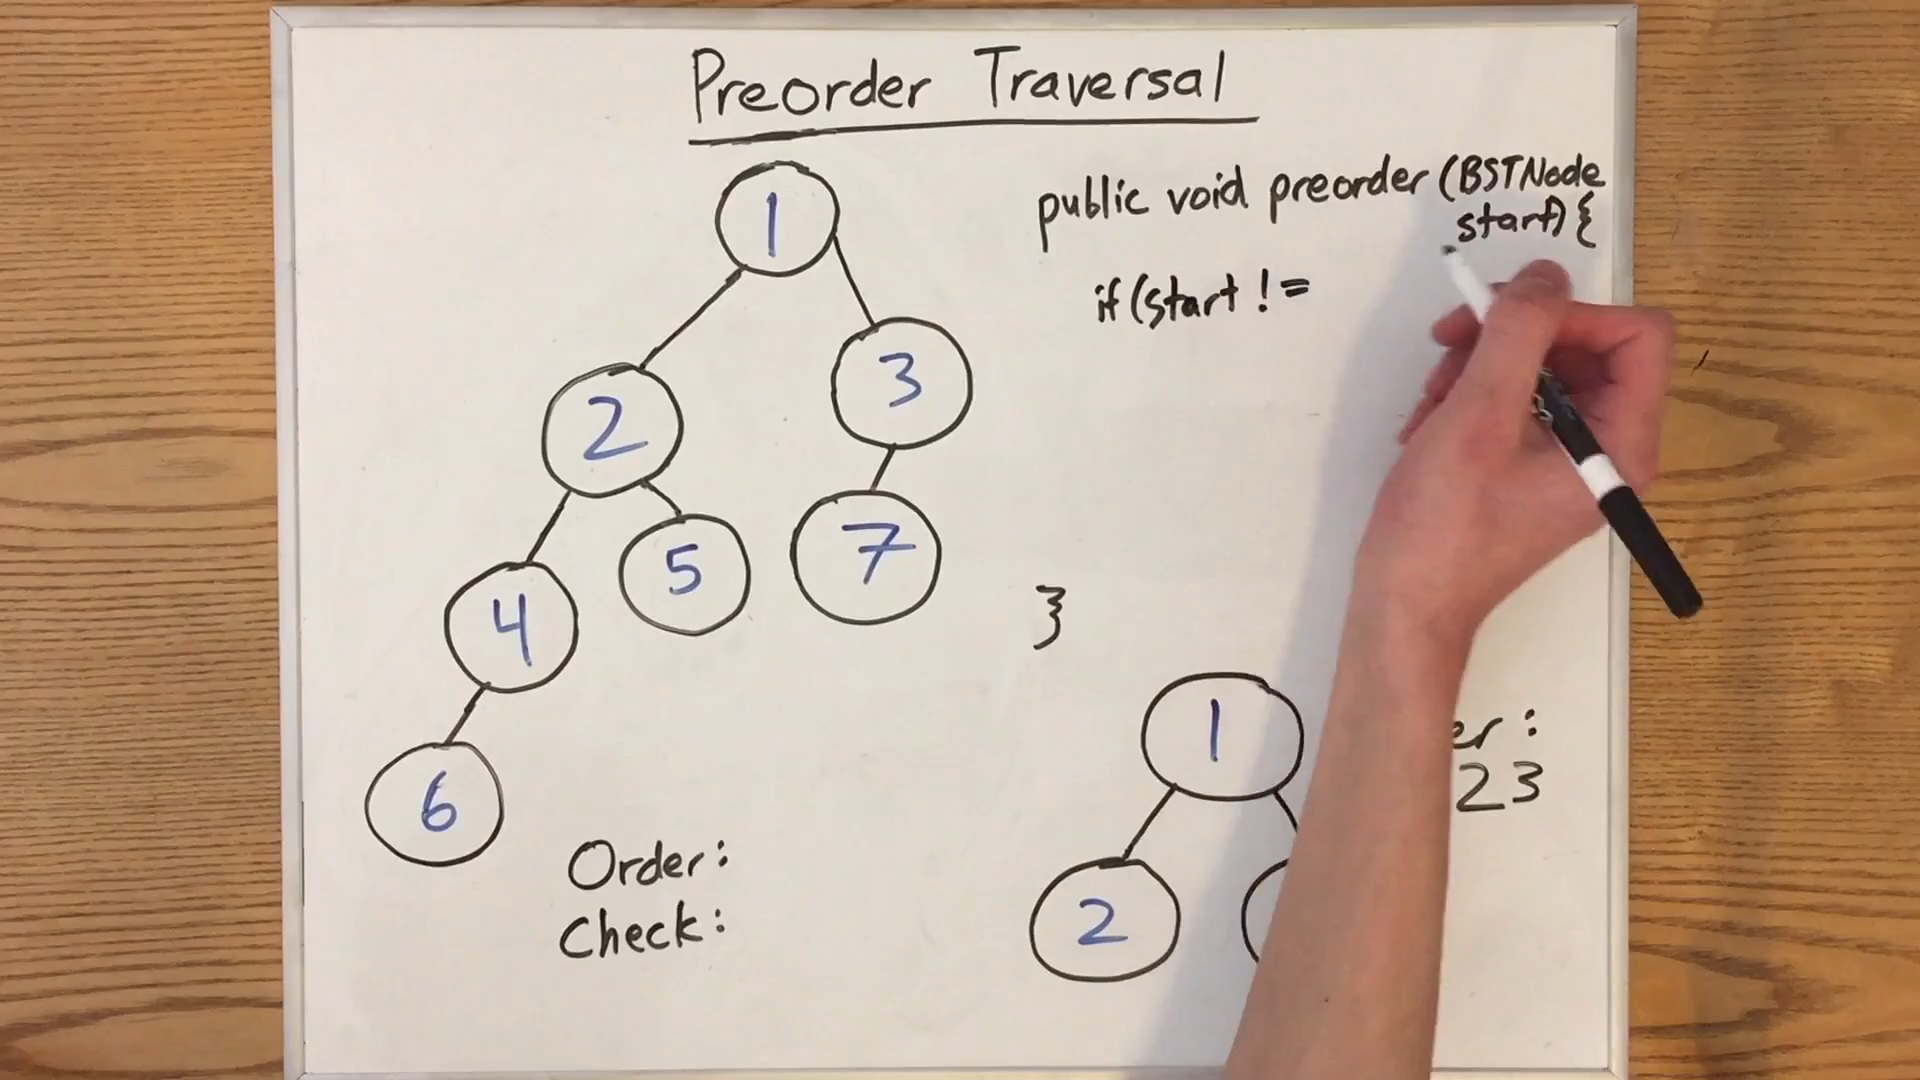 Preorder Traversal
public void preorder (BSTNode
start) {
if (start !=
}
1
2
3
4
5
7
6
Order:
Check:
1
2
er:
23